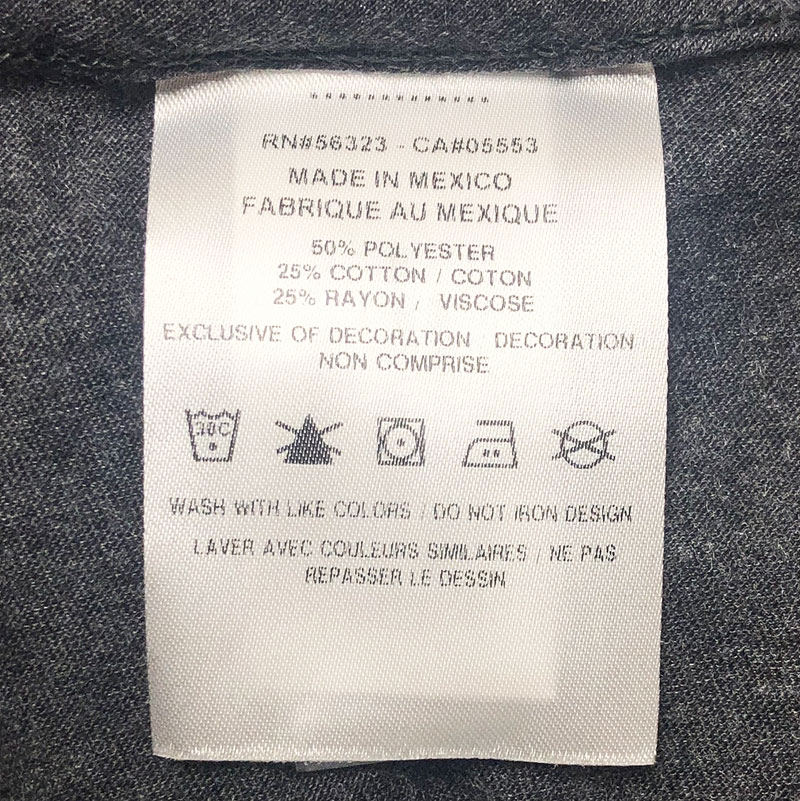 RN#56323 - CA#05553
MADE IN MEXICO
FABRIQUE AU MEXIQUE
50% POLYESTER
25% COTTON / COTON
25% RAYON / VISCOSE
EXCLUSIVE OF DECORATION DECORATION
NON COMPRISE
30C
WASH WITH LIKE COLORS / DO NOT IRON DESIGN
LAVER AVEC COULEURS SIMILAIRES / NE PAS
REPASSER LE DESSIN